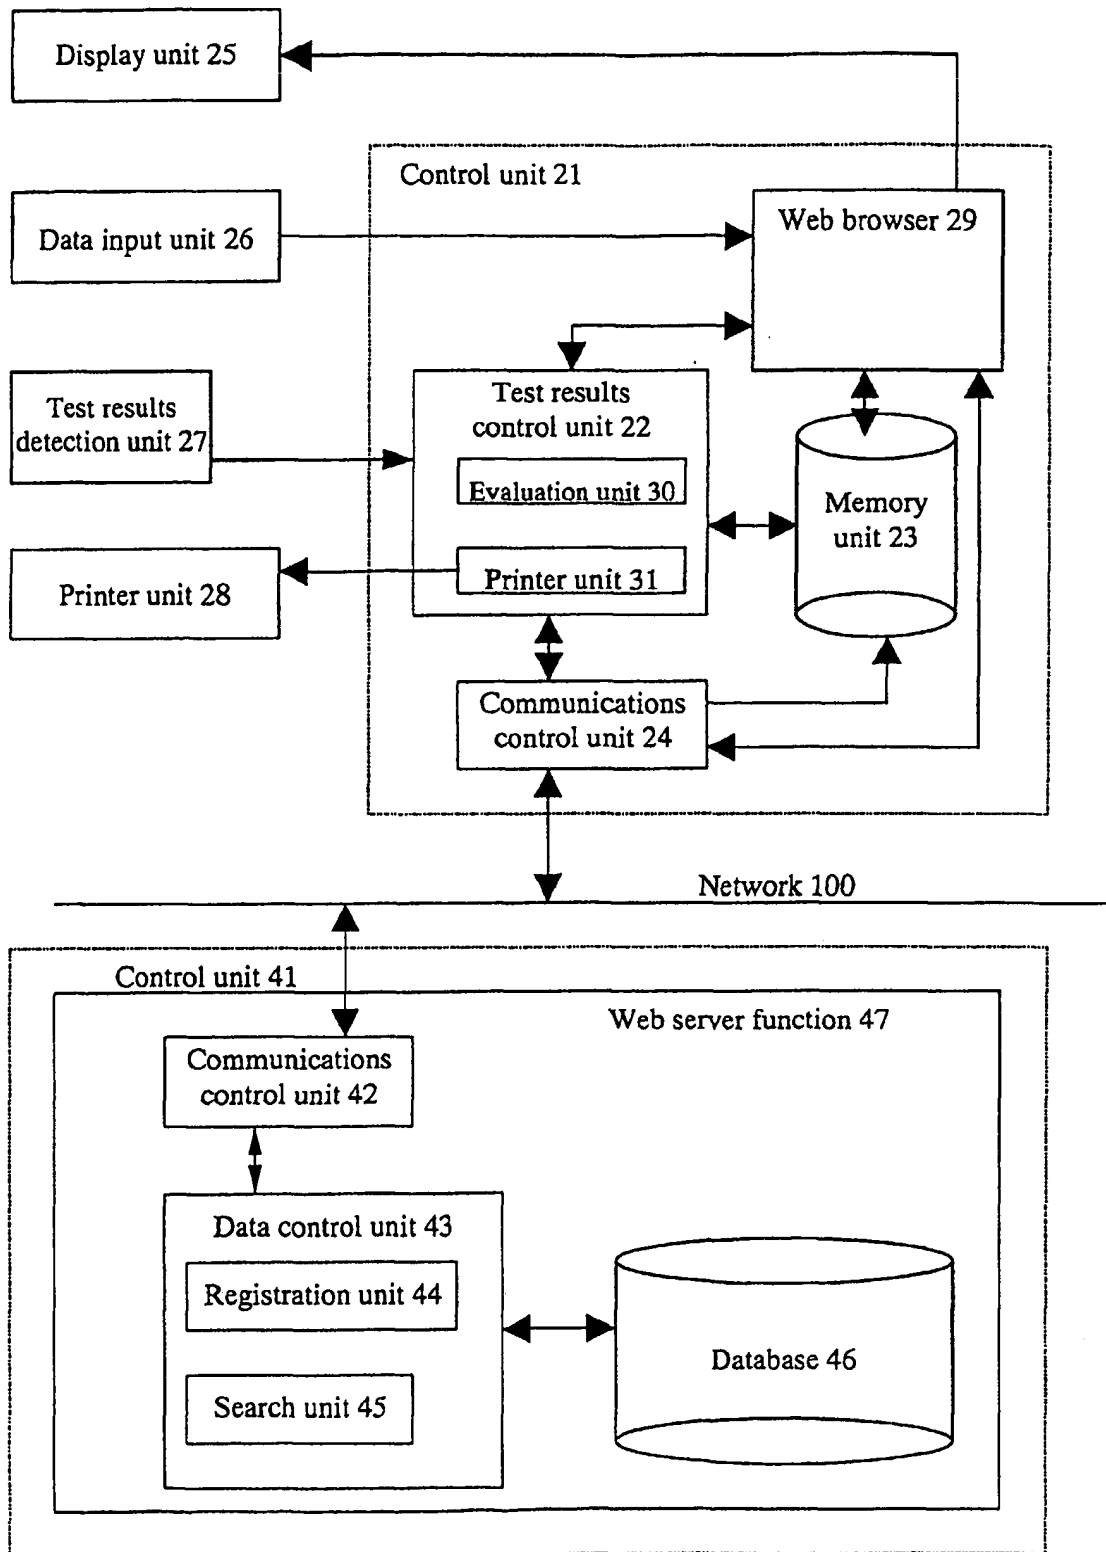 Display unit 25
Control unit 21
Web browser 29
Data input unit 26
Test results
detection unit 27
Test results
control unit 22
Evaluation unit 30
Memory
unit 23
Printer unit 31
Printer unit 28
Communications
control unit 24
Network 100
Control unit 41
Web server function 47
Communications
control unit 42
Data control unit 43
Registration unit 44
Database 46
Search unit 45